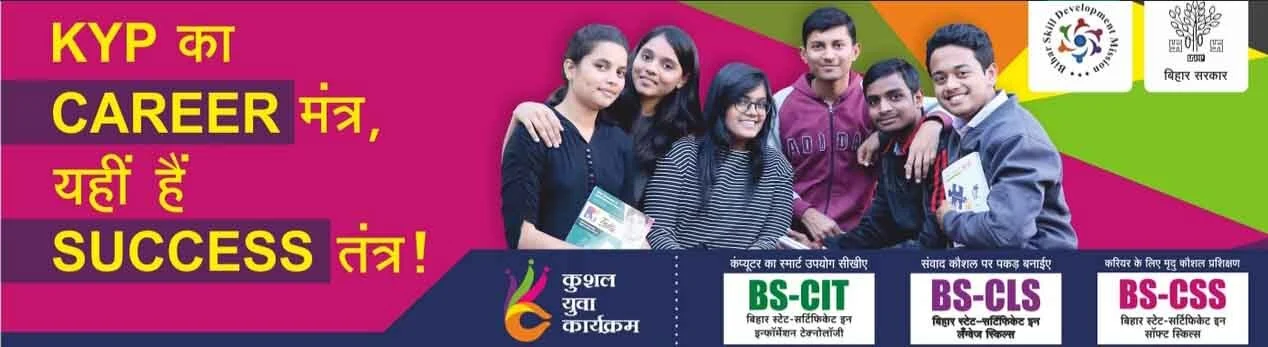 KYP का
CAREER मंत्र,
यहीं हैं
SUCCESS तंत्र!
Bihar Skill Development Mission
बिहार सरकार
ADIDA
कुशल
युवा
कार्यक्रम
कंप्यूटर का स्मार्ट उपयोग सीखीए
BS-CIT
बिहार स्टेट-सर्टिफिकेट इन
इन्फॉर्मेशन टेक्नोलॉजी
संवाद कौशल पर पकड़ बनाईए
BS-CLS
बिहार स्टेट-सर्टिफिकेट इन
लैंग्वेज स्किल्स
करियर के लिए मृदु कौशल प्रशिक्षण
BS-CSS
बिहार स्टेट-सर्टिफिकेट इन
सॉफ्ट स्किल्स